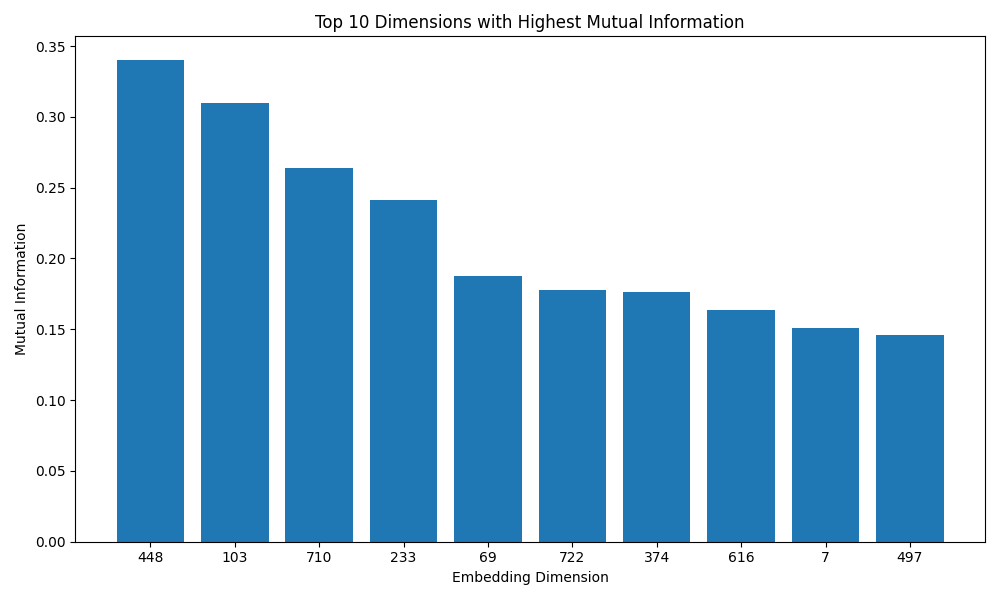 Top 10 Dimensions with Highest Mutual Information
0.35
0.30
0.25
0.20
0.15
0.10
0.05
0.00
Mutual Information
448 103 710 233 69 722 374 616 7 497
Embedding Dimension